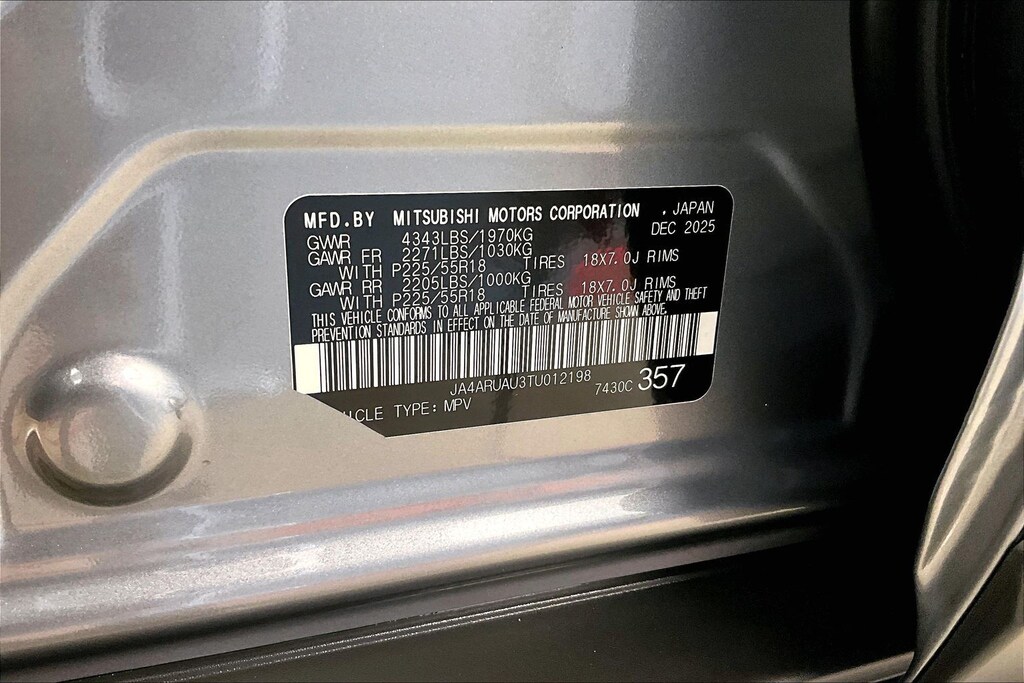 MFD.BY MITSUBISHI MOTORS CORPORATION . JAPAN
DEC 2025
GVWR 4343LBS/1970KG
GAWR FR 2271LBS/1030KG
WITH P225/55R18 TIRES 18X7.0J RIMS
GAWR RR 2205LBS/1000KG
WITH P225/55R18 TIRES 18X7.0J RIMS
THIS VEHICLE CONFORMS TO ALL APPLICABLE FEDERAL MOTOR VEHICLE SAFETY AND THEFT
PREVENTION STANDARDS IN EFFECT ON THE DATE OF MANUFACTURE SHOWN ABOVE.
JA4ARUAU3TU012198 7430C 357
CLE TYPE: MPV